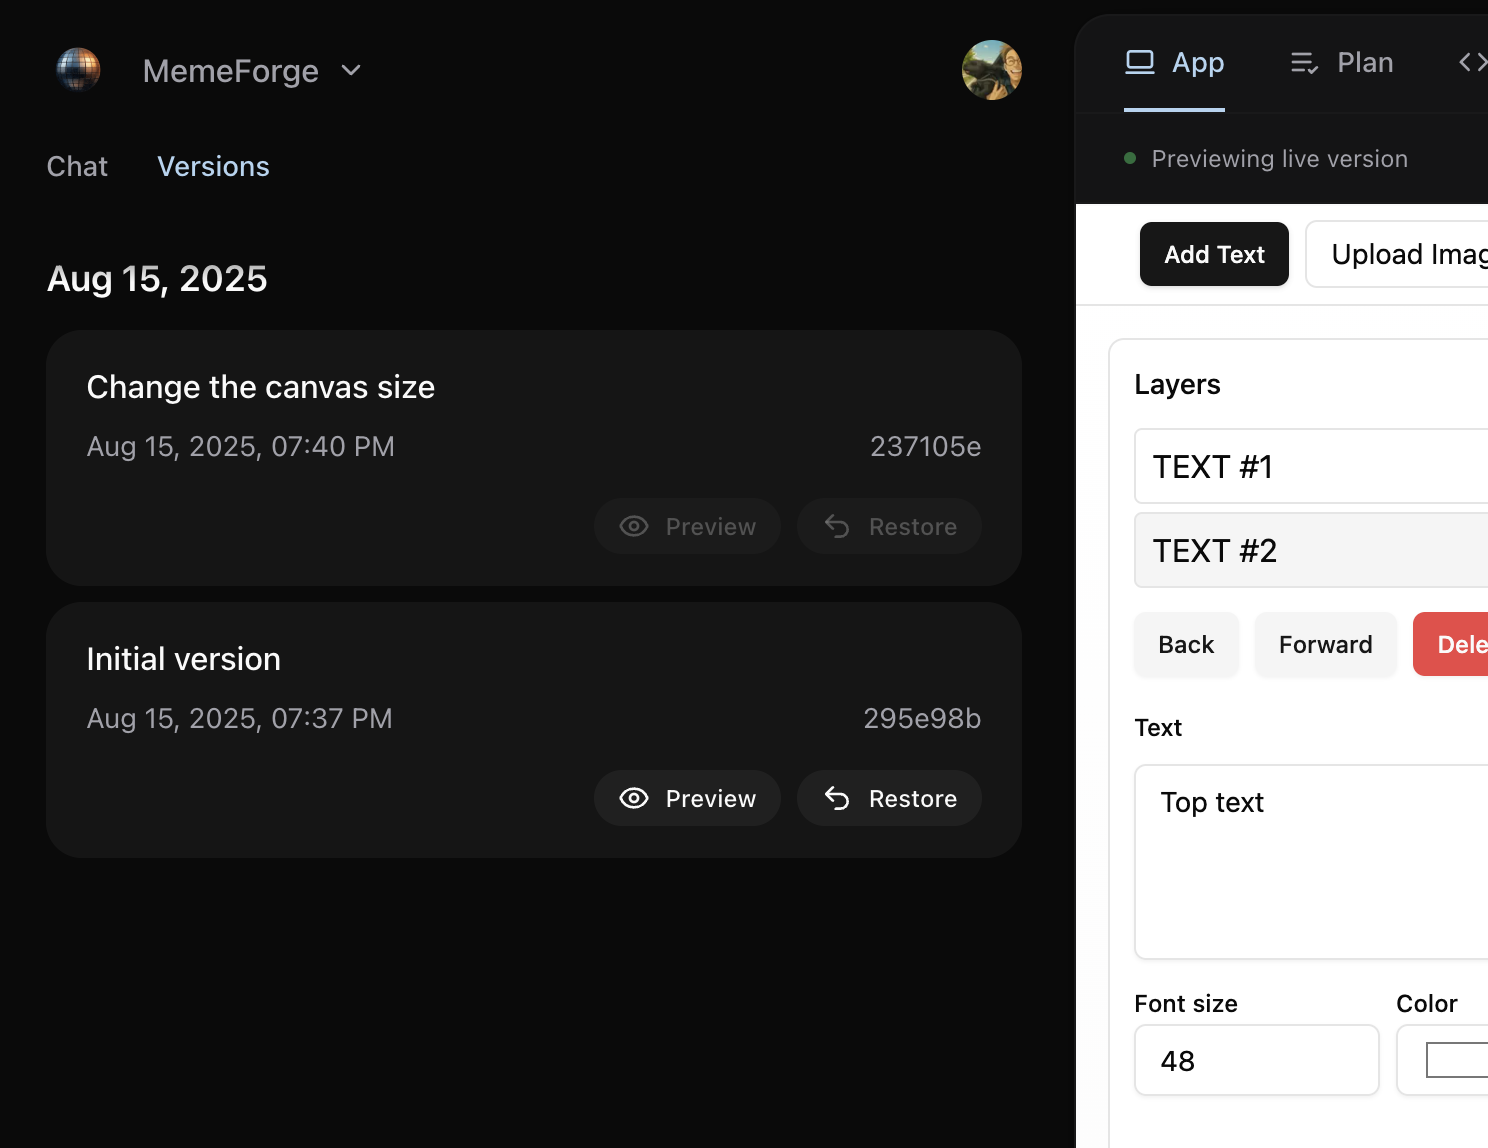 MemeForge
Chat
Versions
Aug 15, 2025
Change the canvas size
Aug 15, 2025, 07:40 PM
237105e
Preview
Restore
Initial version
Aug 15, 2025, 07:37 PM
295e98b
Preview
Restore
App
Plan
Previewing live version
Add Text
Upload Imag
Layers
TEXT #1
TEXT #2
Back
Forward
Dele
Text
Top text
Font size
Color
48